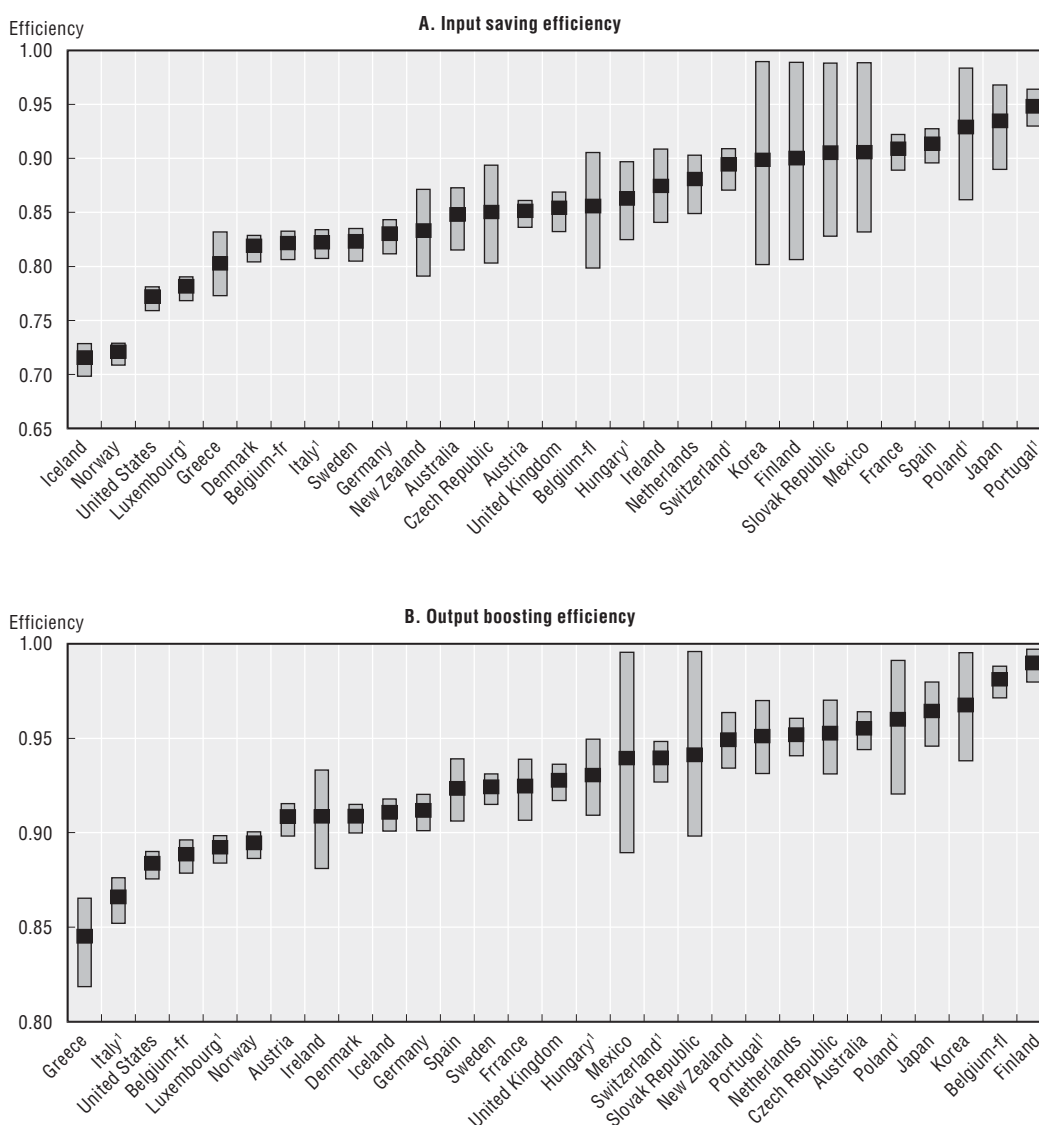 A. Input saving efficiency
Efficiency
1.00
0.95
0.90
0.85
0.80
0.75
0.70
0.65
Iceland
Norway
United States
Luxembourg¹
Greece
Denmark
Belgium-fr
Italy¹
Sweden
Germany
New Zealand
Australia
Czech Republic
Austria
United Kingdom
Belgium-fl
Hungary¹
Ireland
Netherlands
Switzerland¹
Korea
Finland
Slovak Republic
Mexico
France
Spain
Poland¹
Japan
Portugal¹
B. Output boosting efficiency
Efficiency
1.00
0.95
0.90
0.85
0.80
Greece
Italy¹
United States
Belgium-fr
Luxembourg¹
Norway
Austria
Ireland
Denmark
Iceland
Germany
Spain
Sweden
France
United Kingdom
Hungary¹
Mexico
Switzerland¹
Slovak Republic
New Zealand
Portugal¹
Netherlands
Czech Republic
Australia
Poland¹
Japan
Korea
Belgium-fl
Finland